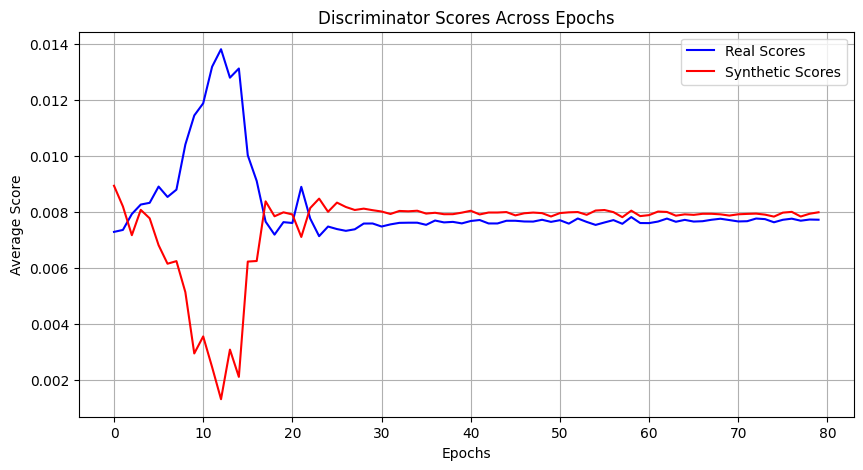 Discriminator Scores Across Epochs
Real Scores
Synthetic Scores
Average Score
0.014
0.012
0.010
0.008
0.006
0.004
0.002
0 10 20 30 40 50 60 70 80
Epochs